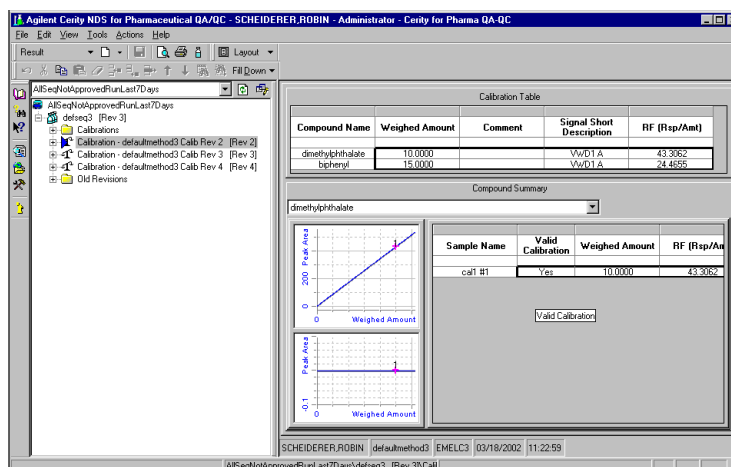 Agilent Cerity NDS for Pharmaceutical QA/QC - SCHEIDERER,ROBIN - Administrator - Cerity for Pharma QA-QC
File Edit View Tools Actions Help
Result Layout
Fill Down
AllSeqNotApprovedRunLast7Days
AllSeqNotApprovedRunLast7Days
defseq3 [Rev 3]
Calibrations
Calibration - defaultmethod3 Calib Rev 2 [Rev 2]
Calibration - defaultmethod3 Calib Rev 3 [Rev 3]
Calibration - defaultmethod3 Calib Rev 4 [Rev 4]
Old Revisions
Calibration Table
Compound Name Weighed Amount Comment Signal Short Description RF (Rsp/Amt)
dimethylphthalate 10.0000 VWD1 A 43.3062
biphenyl 15.0000 VWD1 A 24.4655
Compound Summary
dimethylphthalate
Peak Area
200
0
1
0 Weighed Amount
Peak Area
-0.1
1
0 Weighed Amount
Sample Name Valid Calibration Weighed Amount RF (Rsp/Am
cal1 #1 Yes 10.0000 43.3062
Valid Calibration
SCHEIDERER,ROBIN defaultmethod3 EMELC3 03/18/2002 11:22:59
AllSeqNotApprovedRunLast7Days\defseq3 [Rev 3]\Cali